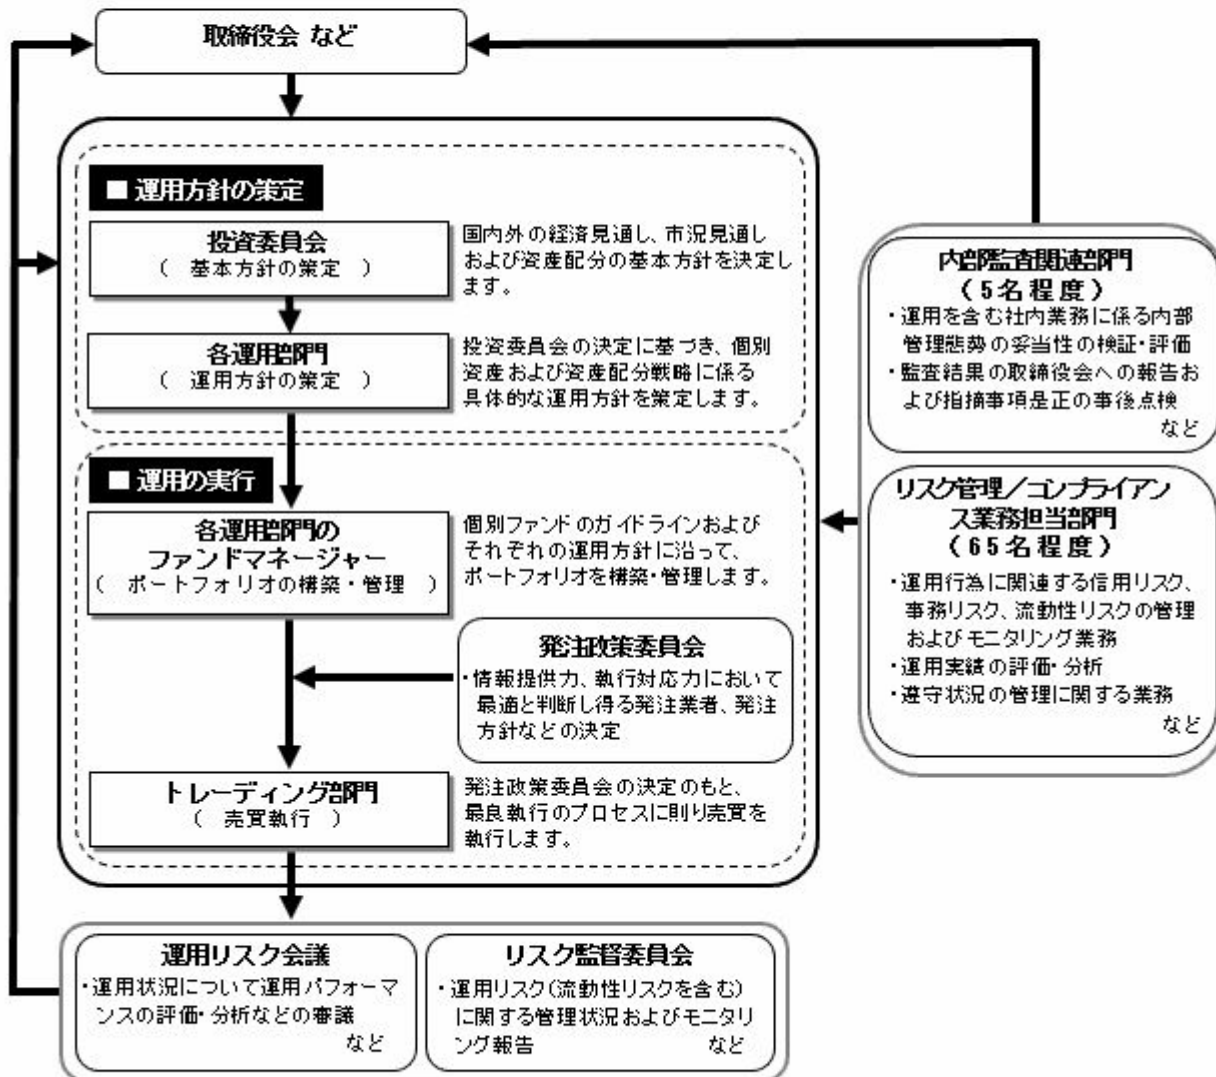 取締役会 など
■ 運用方針の策定
投資委員会
（ 基本方針の策定 ）
国内外の経済見通し、市況見通し
および資産配分の基本方針を決定し
ます。
各運用部門
（ 運用方針の策定 ）
投資委員会の決定に基づき、個別
資産および資産配分戦略に係る
具体的な運用方針を策定します。
■ 運用の実行
各運用部門の
ファンドマネージャー
（ ポートフォリオの構築・管理 ）
個別ファンドのガイドラインおよび
それぞれの運用方針に沿って、
ポートフォリオを構築・管理します。
発注政策委員会
・情報提供力、執行対応力において
最適と判断し得る発注業者、発注
方針などの決定
トレーディング部門
（ 売買執行 ）
発注政策委員会の決定のもと、
最良執行のプロセスに則り売買を
執行します。
運用リスク会議
・運用状況について運用パフォーマ
ンスの評価・分析などの審議
など
リスク監督委員会
・運用リスク(流動性リスクを含む)
に関する管理状況およびモニタリ
ング報告 など
内部監査関連部門
（５名程度）
・運用を含む社内業務に係る内部
管理態勢の妥当性の検証・評価
・監査結果の取締役会への報告お
よび指摘事項是正の事後点検
など
リスク管理／コンプライアン
ス業務担当部門
（６５名程度）
・運用行為に関連する信用リスク、
事務リスク、流動性リスクの管理
およびモニタリング業務
・運用実績の評価・分析
・遵守状況の管理に関する業務
など